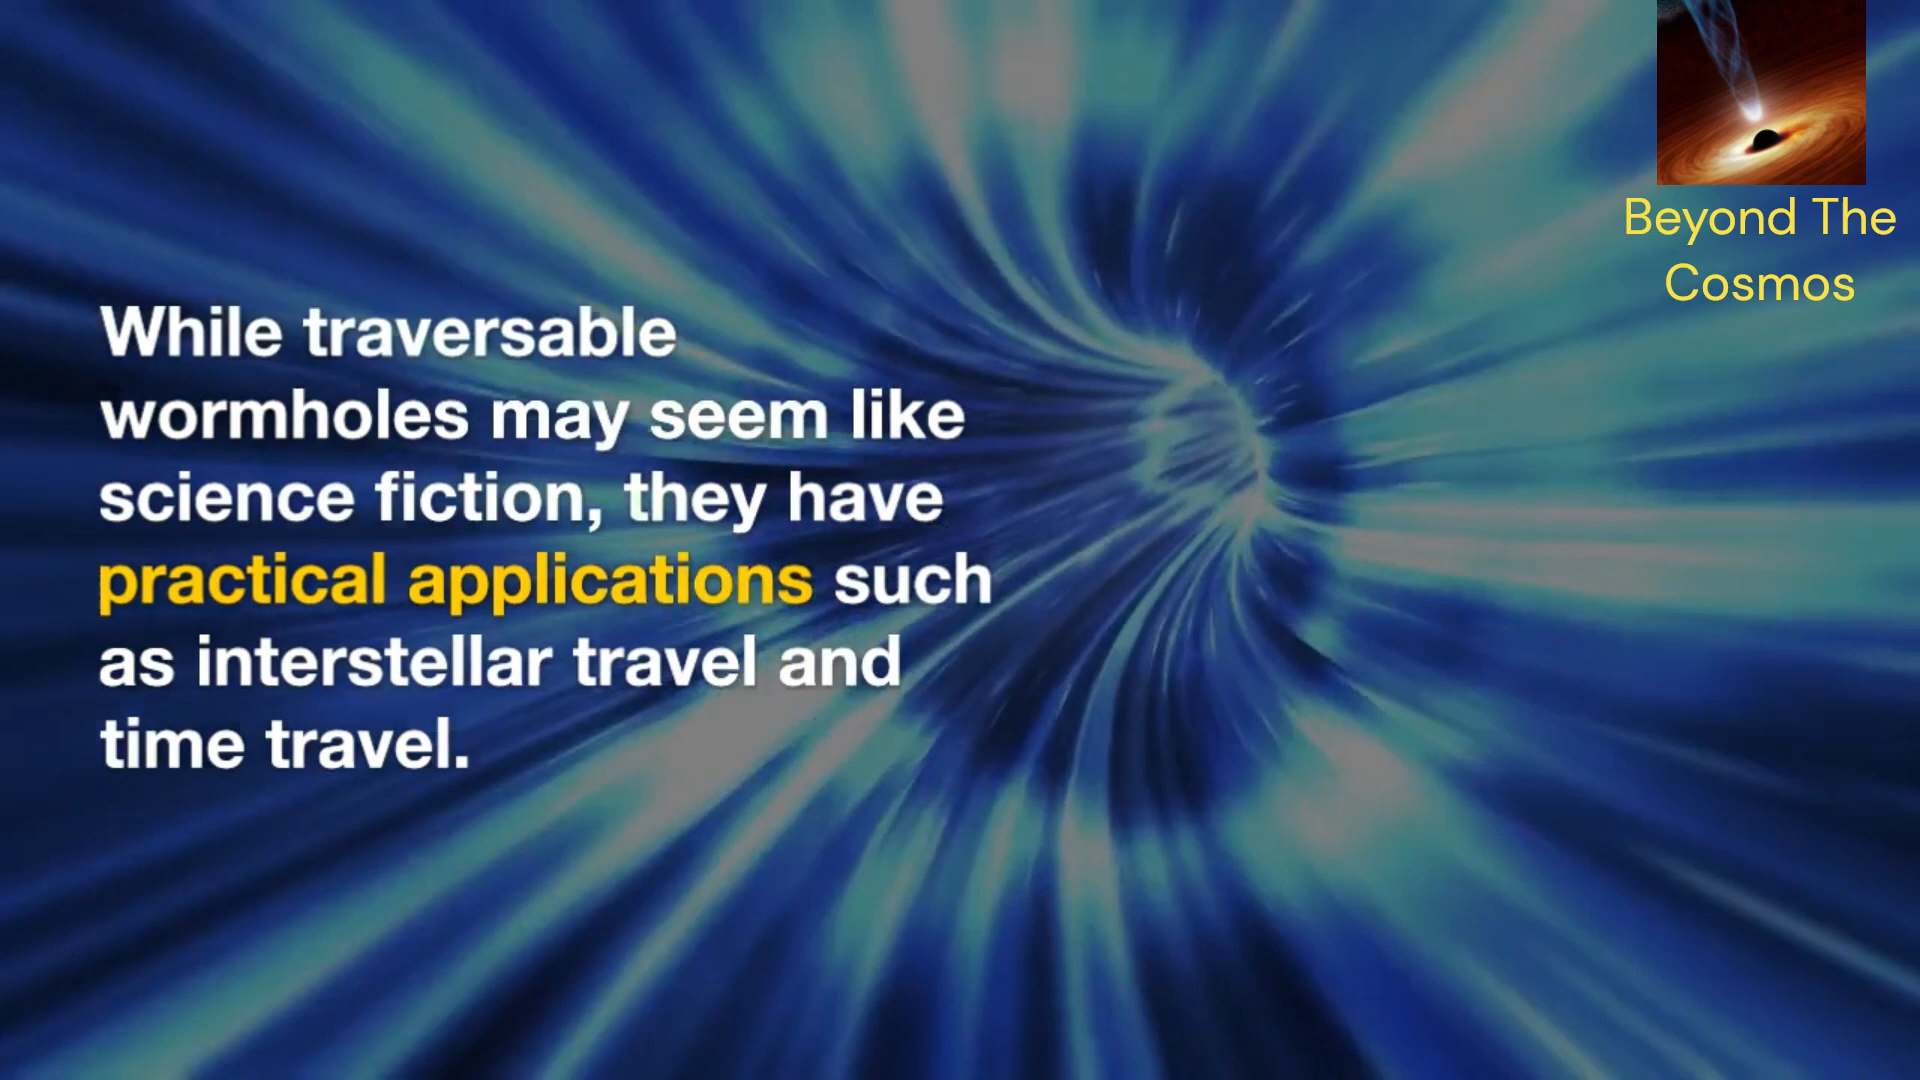 Beyond The
Cosmos
While traversable
wormholes may seem like
science fiction, they have
practical applications such
as interstellar travel and
time travel.